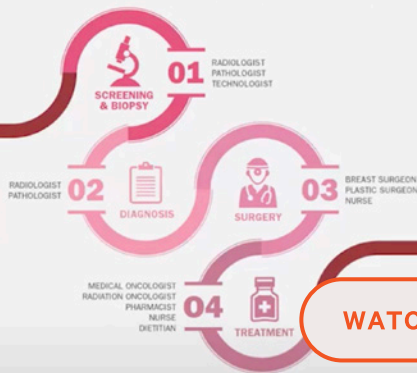 SCREENING
& BIOPSY
01
RADIOLOGIST
PATHOLOGIST
TECHNOLOGIST
RADIOLOGIST
PATHOLOGIST
02
DIAGNOSIS
SURGERY
03
BREAST SURGEON
PLASTIC SURGEON
NURSE
MEDICAL ONCOLOGIST
RADIATION ONCOLOGIST
PHARMACIST
NURSE
DIETITIAN
04
TREATMENT